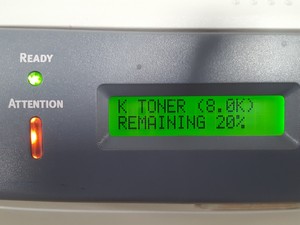 READY
ATTENTION
K TONER (8.0K)
REMAINING 20%